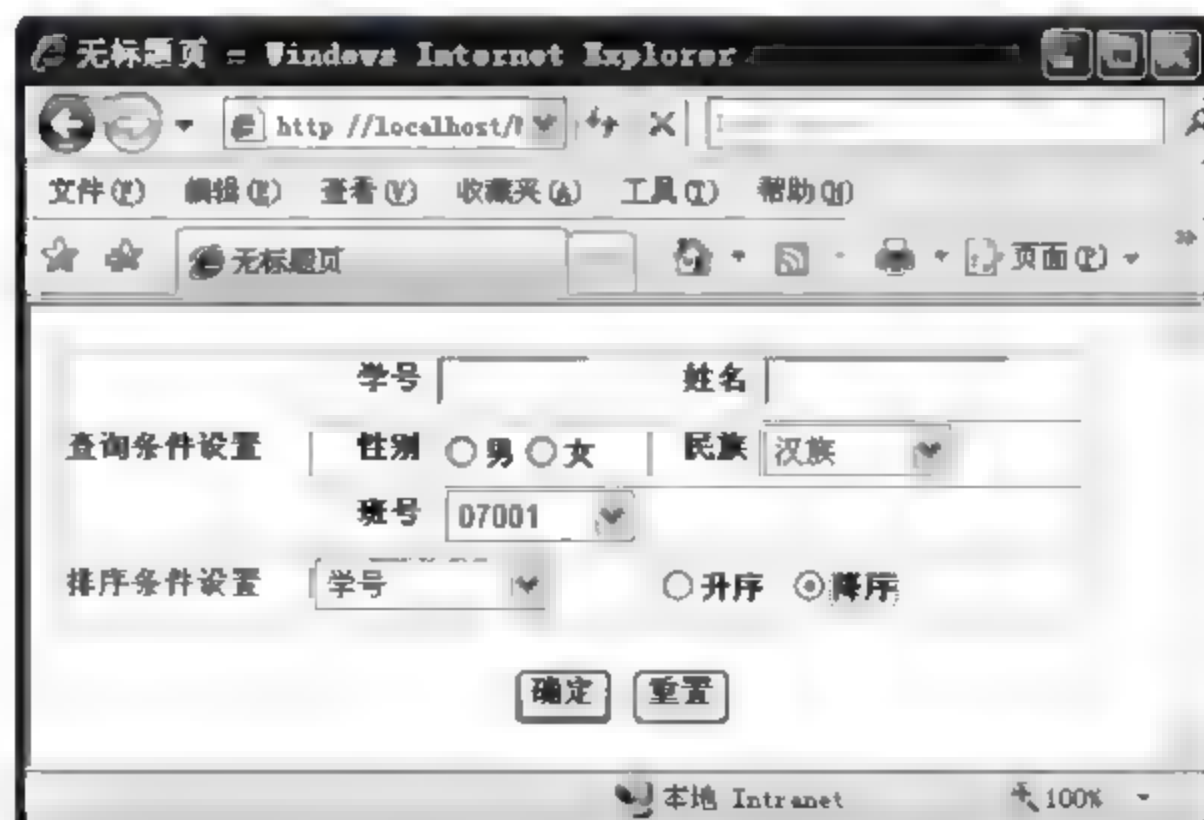 无标题页 = Windows Internet Explorer
http //localhost/
文件(F) 编辑(E) 查看(V) 收藏夹(A) 工具(T) 帮助(H)
无标题页 页面(P)
学号 姓名
查询条件设置 性别 男 女 民族 汉族
班号 07001
排序条件设置 学号 升序 降序
确定 重置
本地 Intranet 100%